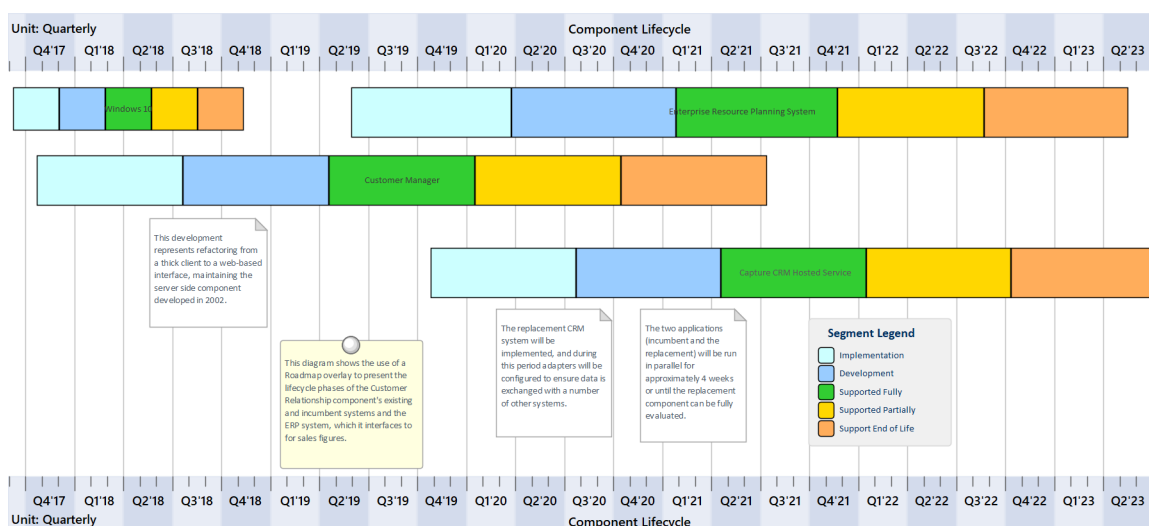 Unit: Quarterly
Component Lifecycle
Q4'17 Q1'18 Q2'18 Q3'18 Q4'18 Q1'19 Q2'19 Q3'19 Q4'19 Q1'20 Q2'20 Q3'20 Q4'20 Q1'21 Q2'21 Q3'21 Q4'21 Q1'22 Q2'22 Q3'22 Q4'22 Q1'23 Q2'23
Windows 10
Enterprise Resource Planning System
Customer Manager
This development
represents refactoring from
a thick client to a web-based
interface, maintaining the
server side component
developed in 2002.
Capture CRM Hosted Service
This diagram shows the use of a
Roadmap overlay to present the
lifecycle phases of the Customer
Relationship component's existing
and incumbent systems and the
ERP system, which it interfaces to
for sales figures.
The replacement CRM
system will be
implemented, and during
this period adapters will be
configured to ensure data is
exchanged with a number
of other systems.
The two applications
(incumbent and the
replacement) will be run
in parallel for
approximately 4 weeks
or until the replacement
component can be fully
evaluated.
Segment Legend
Implementation
Development
Supported Fully
Supported Partially
Support End of Life
Q4'17 Q1'18 Q2'18 Q3'18 Q4'18 Q1'19 Q2'19 Q3'19 Q4'19 Q1'20 Q2'20 Q3'20 Q4'20 Q1'21 Q2'21 Q3'21 Q4'21 Q1'22 Q2'22 Q3'22 Q4'22 Q1'23 Q2'23
Unit: Quarterly
Component Lifecycle